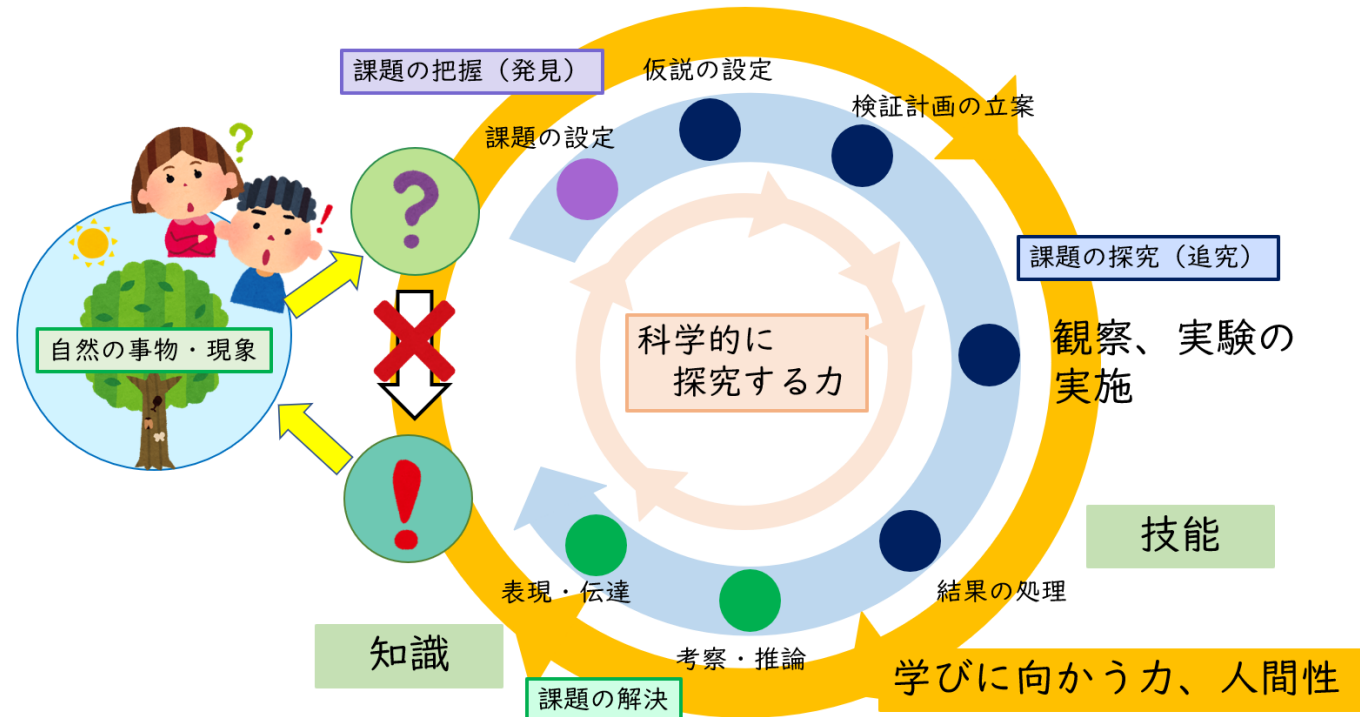 課題の把握（発見）
仮説の設定
検証計画の立案
課題の設定
?
!
?
課題の探究（追究）
自然の事物・現象
科学的に
探究する力
観察、実験の
実施
!
技能
表現・伝達
結果の処理
知識
考察・推論
学びに向かう力、人間性
課題の解決